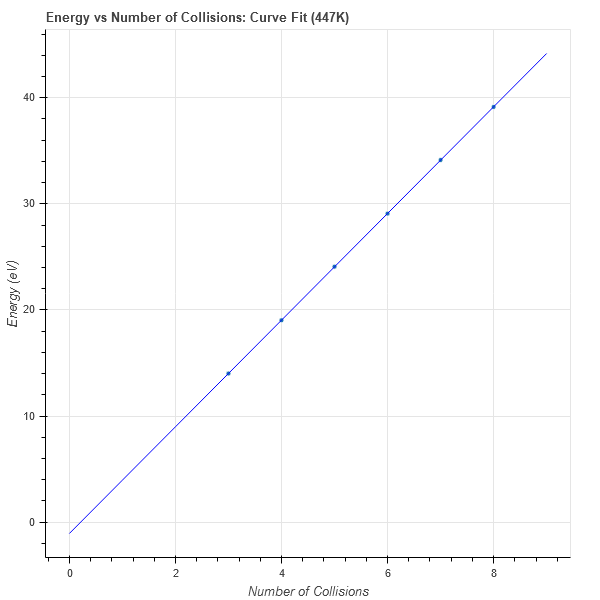 Energy vs Number of Collisions: Curve Fit (447K)
40
30
20
10
0
Energy (eV)
0 2 4 6 8
Number of Collisions